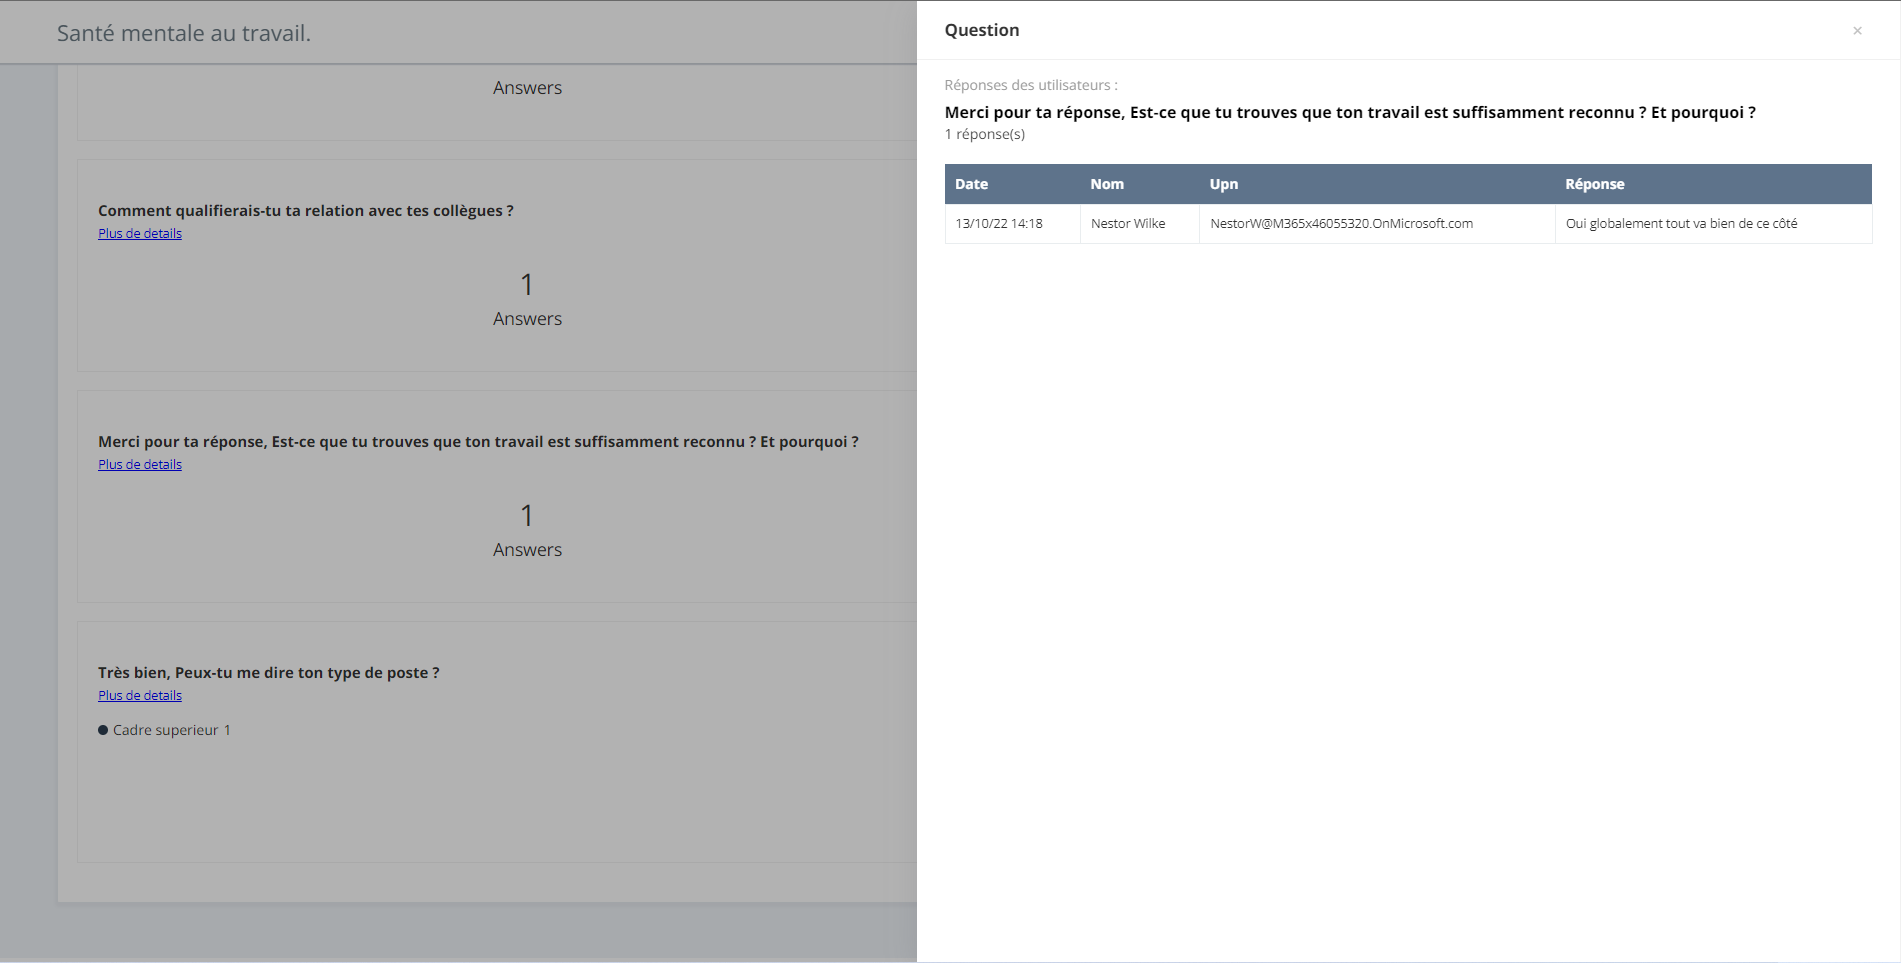 Santé mentale au travail.
Answers
Comment qualifierais-tu ta relation avec tes collègues ?
Plus de details
1
Answers
Merci pour ta réponse, Est-ce que tu trouves que ton travail est suffisamment reconnu ? Et pourquoi ?
Plus de details
1
Answers
Très bien, Peux-tu me dire ton type de poste ?
Plus de details
Cadre superieur 1
Question
×
Réponses des utilisateurs :
Merci pour ta réponse, Est-ce que tu trouves que ton travail est suffisamment reconnu ? Et pourquoi ?
1 réponse(s)
Date Nom Upn Réponse
13/10/22 14:18 Nestor Wilke NestorW@M365x46055320.OnMicrosoft.com Oui globalement tout va bien de ce côté